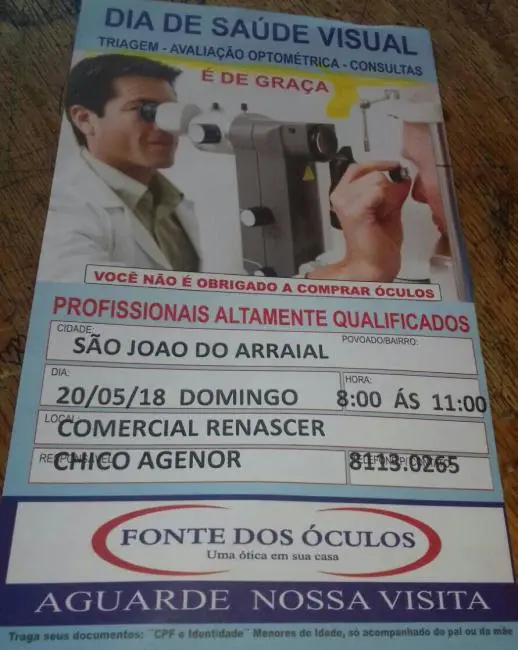 DIA DE SAÚDE VISUAL
TRIAGEM - AVALIAÇÃO OPTOMÉTRICA - CONSULTAS
É DE GRAÇA
VOCÊ NÃO É OBRIGADO A COMPRAR ÓCULOS
PROFISSIONAIS ALTAMENTE QUALIFICADOS
CIDADE: POVOADO/BAIRRO:
SÃO JOAO DO ARRAIAL
DIA: HORA:
20/05/18 DOMINGO 8:00 ÁS 11:00
LOCAL:
COMERCIAL RENASCER
RESPONSÁVEL
CHICO AGENOR 8113.0265
FONTE DOS ÓCULOS
Uma ótica em sua casa
AGUARDE NOSSA VISITA
Traga seus documentos: ¨CPF e Identidade¨ Menores de Idade, só acompanhado do pai ou da mãe